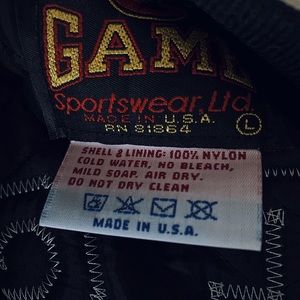 GAME
Sportswear, Ltd.
MADE IN U.S.A.
RN 81864
L
SHELL & LINING: 100% NYLON
COLD WATER, NO BLEACH,
MILD SOAP. AIR DRY.
DO NOT DRY CLEAN
MADE IN U.S.A.